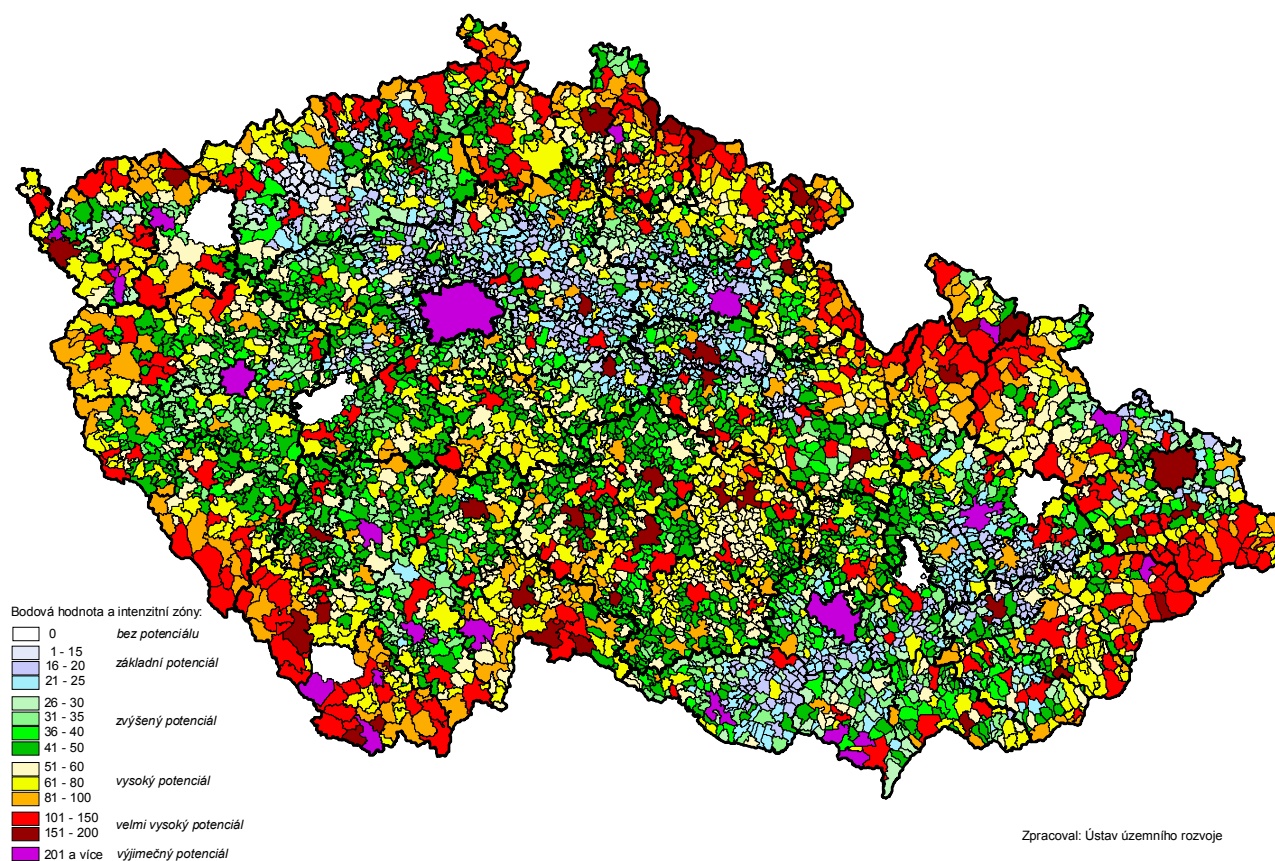 Bodová hodnota a intenzitní zóny:
0 bez potenciálu
1 - 15
16 - 20 základní potenciál
21 - 25
26 - 30
31 - 35 zvýšený potenciál
36 - 40
41 - 50
51 - 60
61 - 80 vysoký potenciál
81 - 100
101 - 150
velmi vysoký potenciál
151 - 200
201 a více výjimečný potenciál
Zpracoval: Ústav územního rozvoje